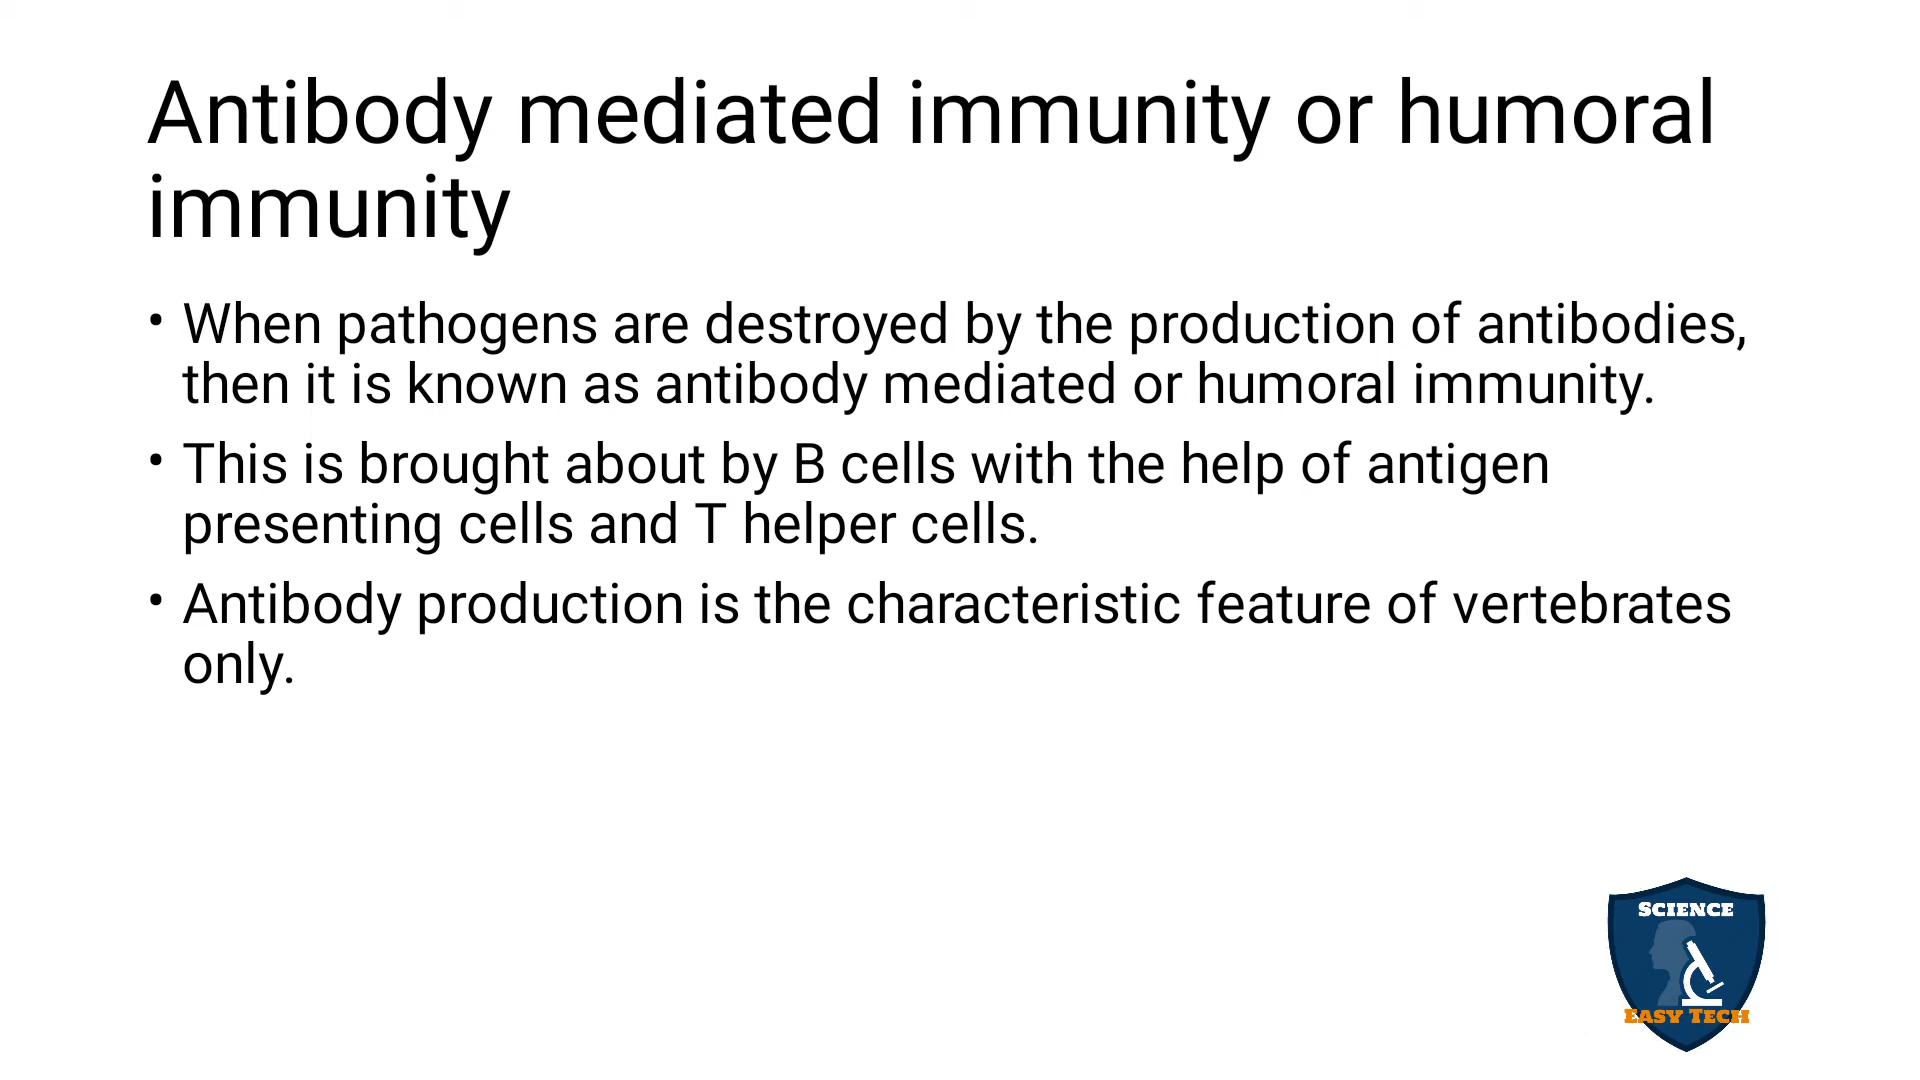 Antibody mediated immunity or humoral
immunity
• When pathogens are destroyed by the production of antibodies,
then it is known as antibody mediated or humoral immunity.
• This is brought about by B cells with the help of antigen
presenting cells and T helper cells.
• Antibody production is the characteristic feature of vertebrates
only.
SCIENCE
EASY TECH